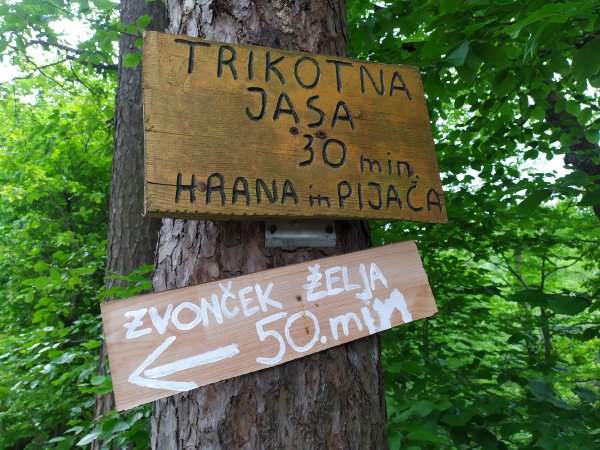 TRIKOTNA
JASA
30 min.
HRANA in PIJAČA
ZVONČEK ŽELJA
50.min